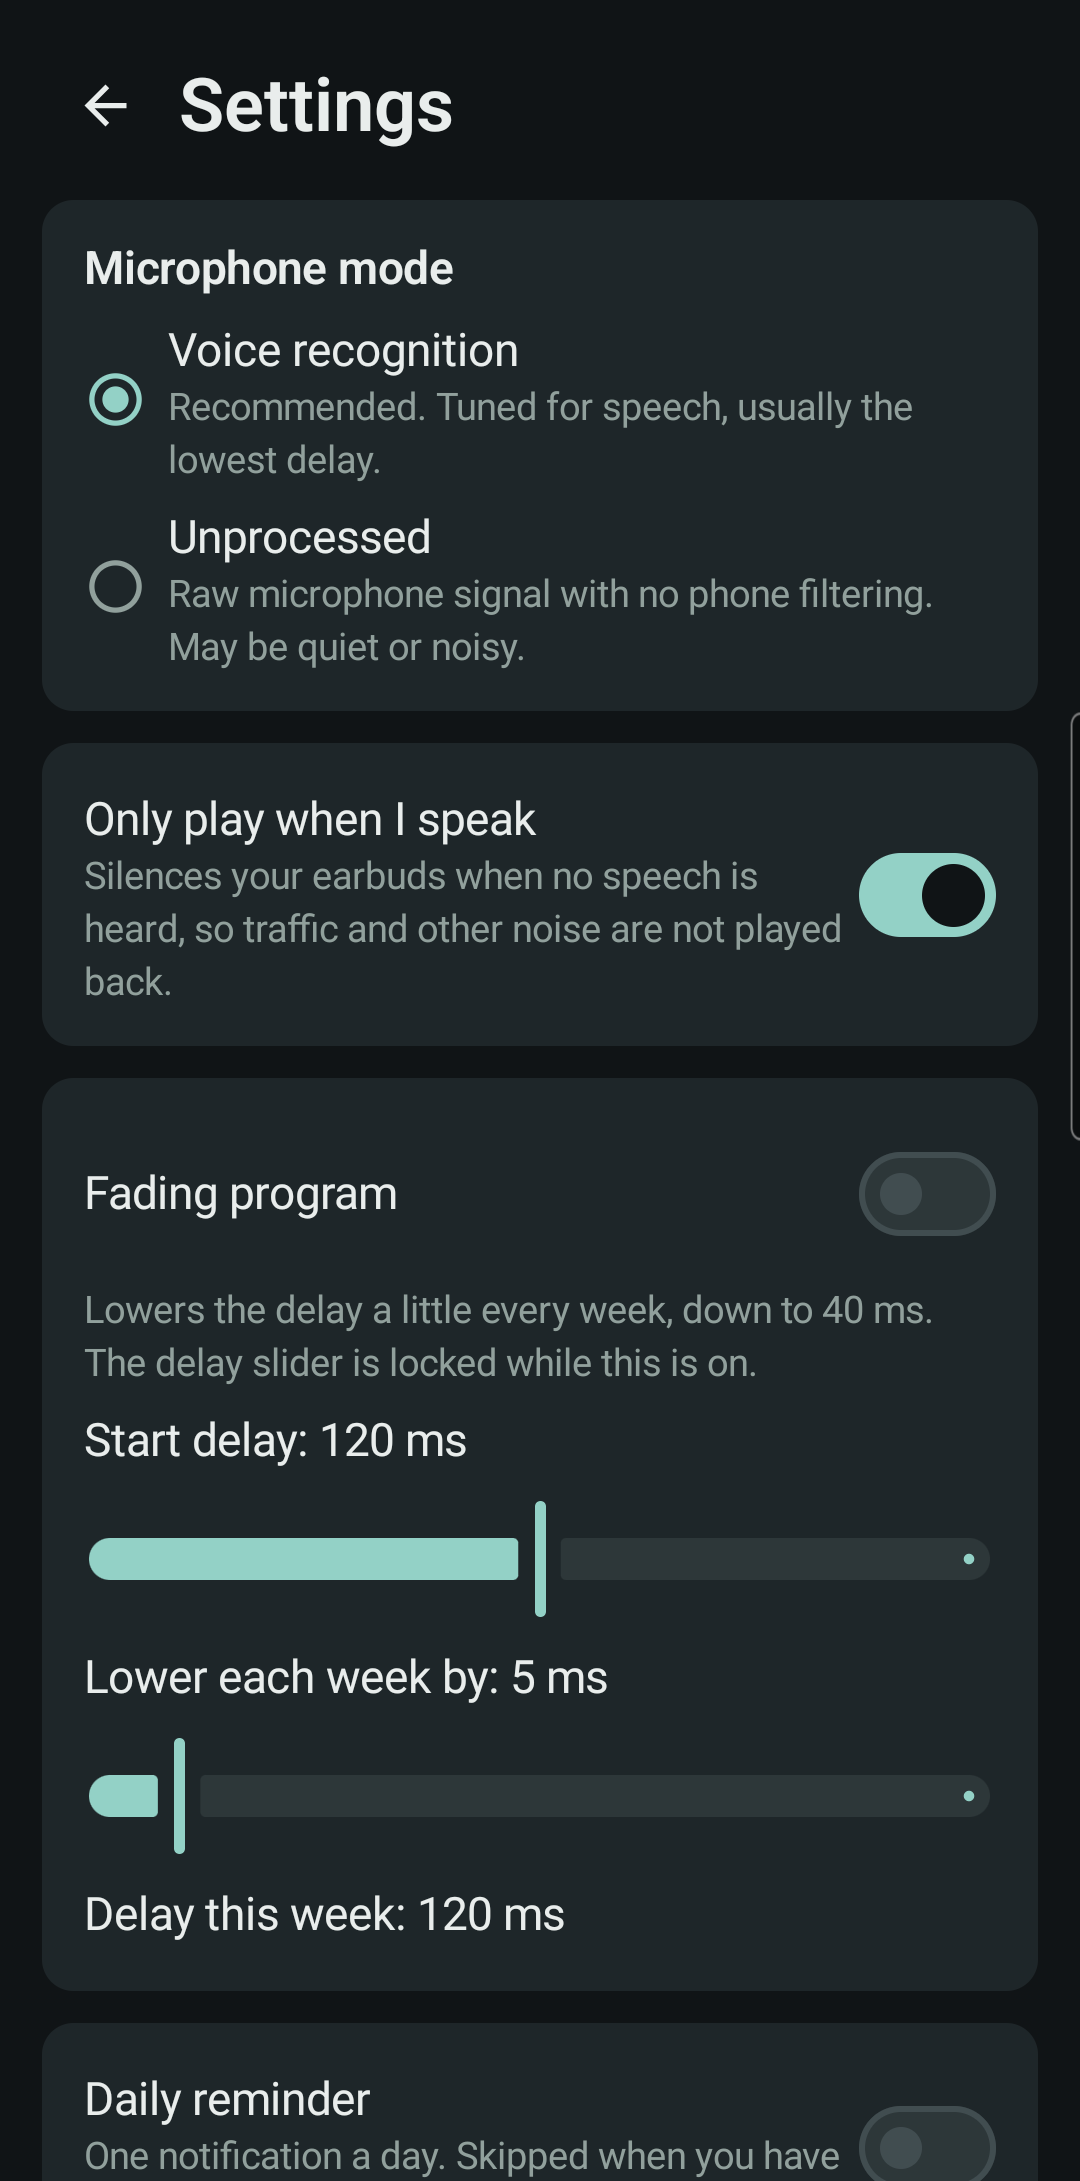 Settings
Microphone mode
Voice recognition
Recommended. Tuned for speech, usually the
lowest delay.
Unprocessed
Raw microphone signal with no phone filtering.
May be quiet or noisy.
Only play when I speak
Silences your earbuds when no speech is
heard, so traffic and other noise are not played
back.
Fading program
Lowers the delay a little every week, down to 40 ms.
The delay slider is locked while this is on.
Start delay: 120 ms
Lower each week by: 5 ms
Delay this week: 120 ms
Daily reminder
One notification a day. Skipped when you have